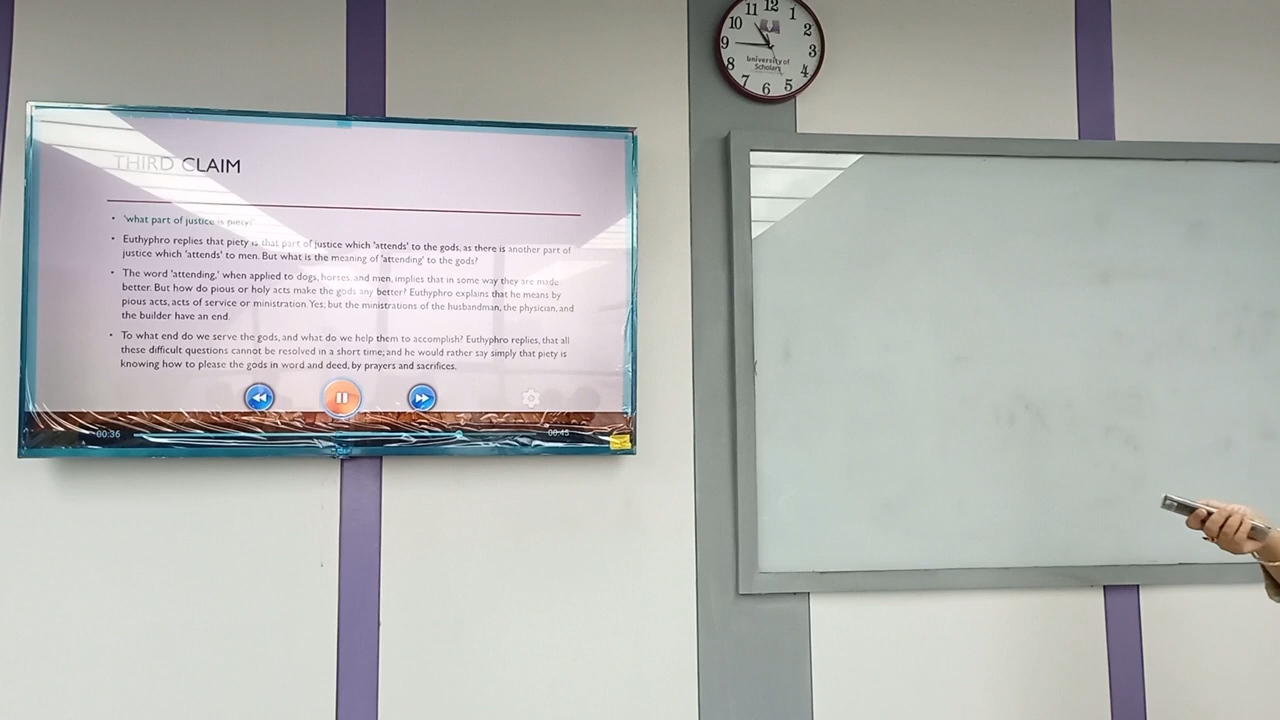 THIRD CLAIM
• 'what part of justice is piety?'
• Euthyphro replies that piety is that part of justice which 'attends' to the gods, as there is another part of
justice which 'attends' to men. But what is the meaning of 'attending' to the gods?
• The word 'attending,' when applied to dogs, horses, and men, implies that in some way they are made
better. But how do pious or holy acts make the gods any better? Euthyphro explains that he means by
pious acts, acts of service or ministration. Yes; but the ministrations of the husbandman, the physician, and
the builder have an end.
• To what end do we serve the gods, and what do we help them to accomplish? Euthyphro replies, that all
these difficult questions cannot be resolved in a short time; and he would rather say simply that piety is
knowing how to please the gods in word and deed, by prayers and sacrifices.
00:36
00:45
11 12 1
10 2
9 3
8 4
7 6 5
University of
Scholars